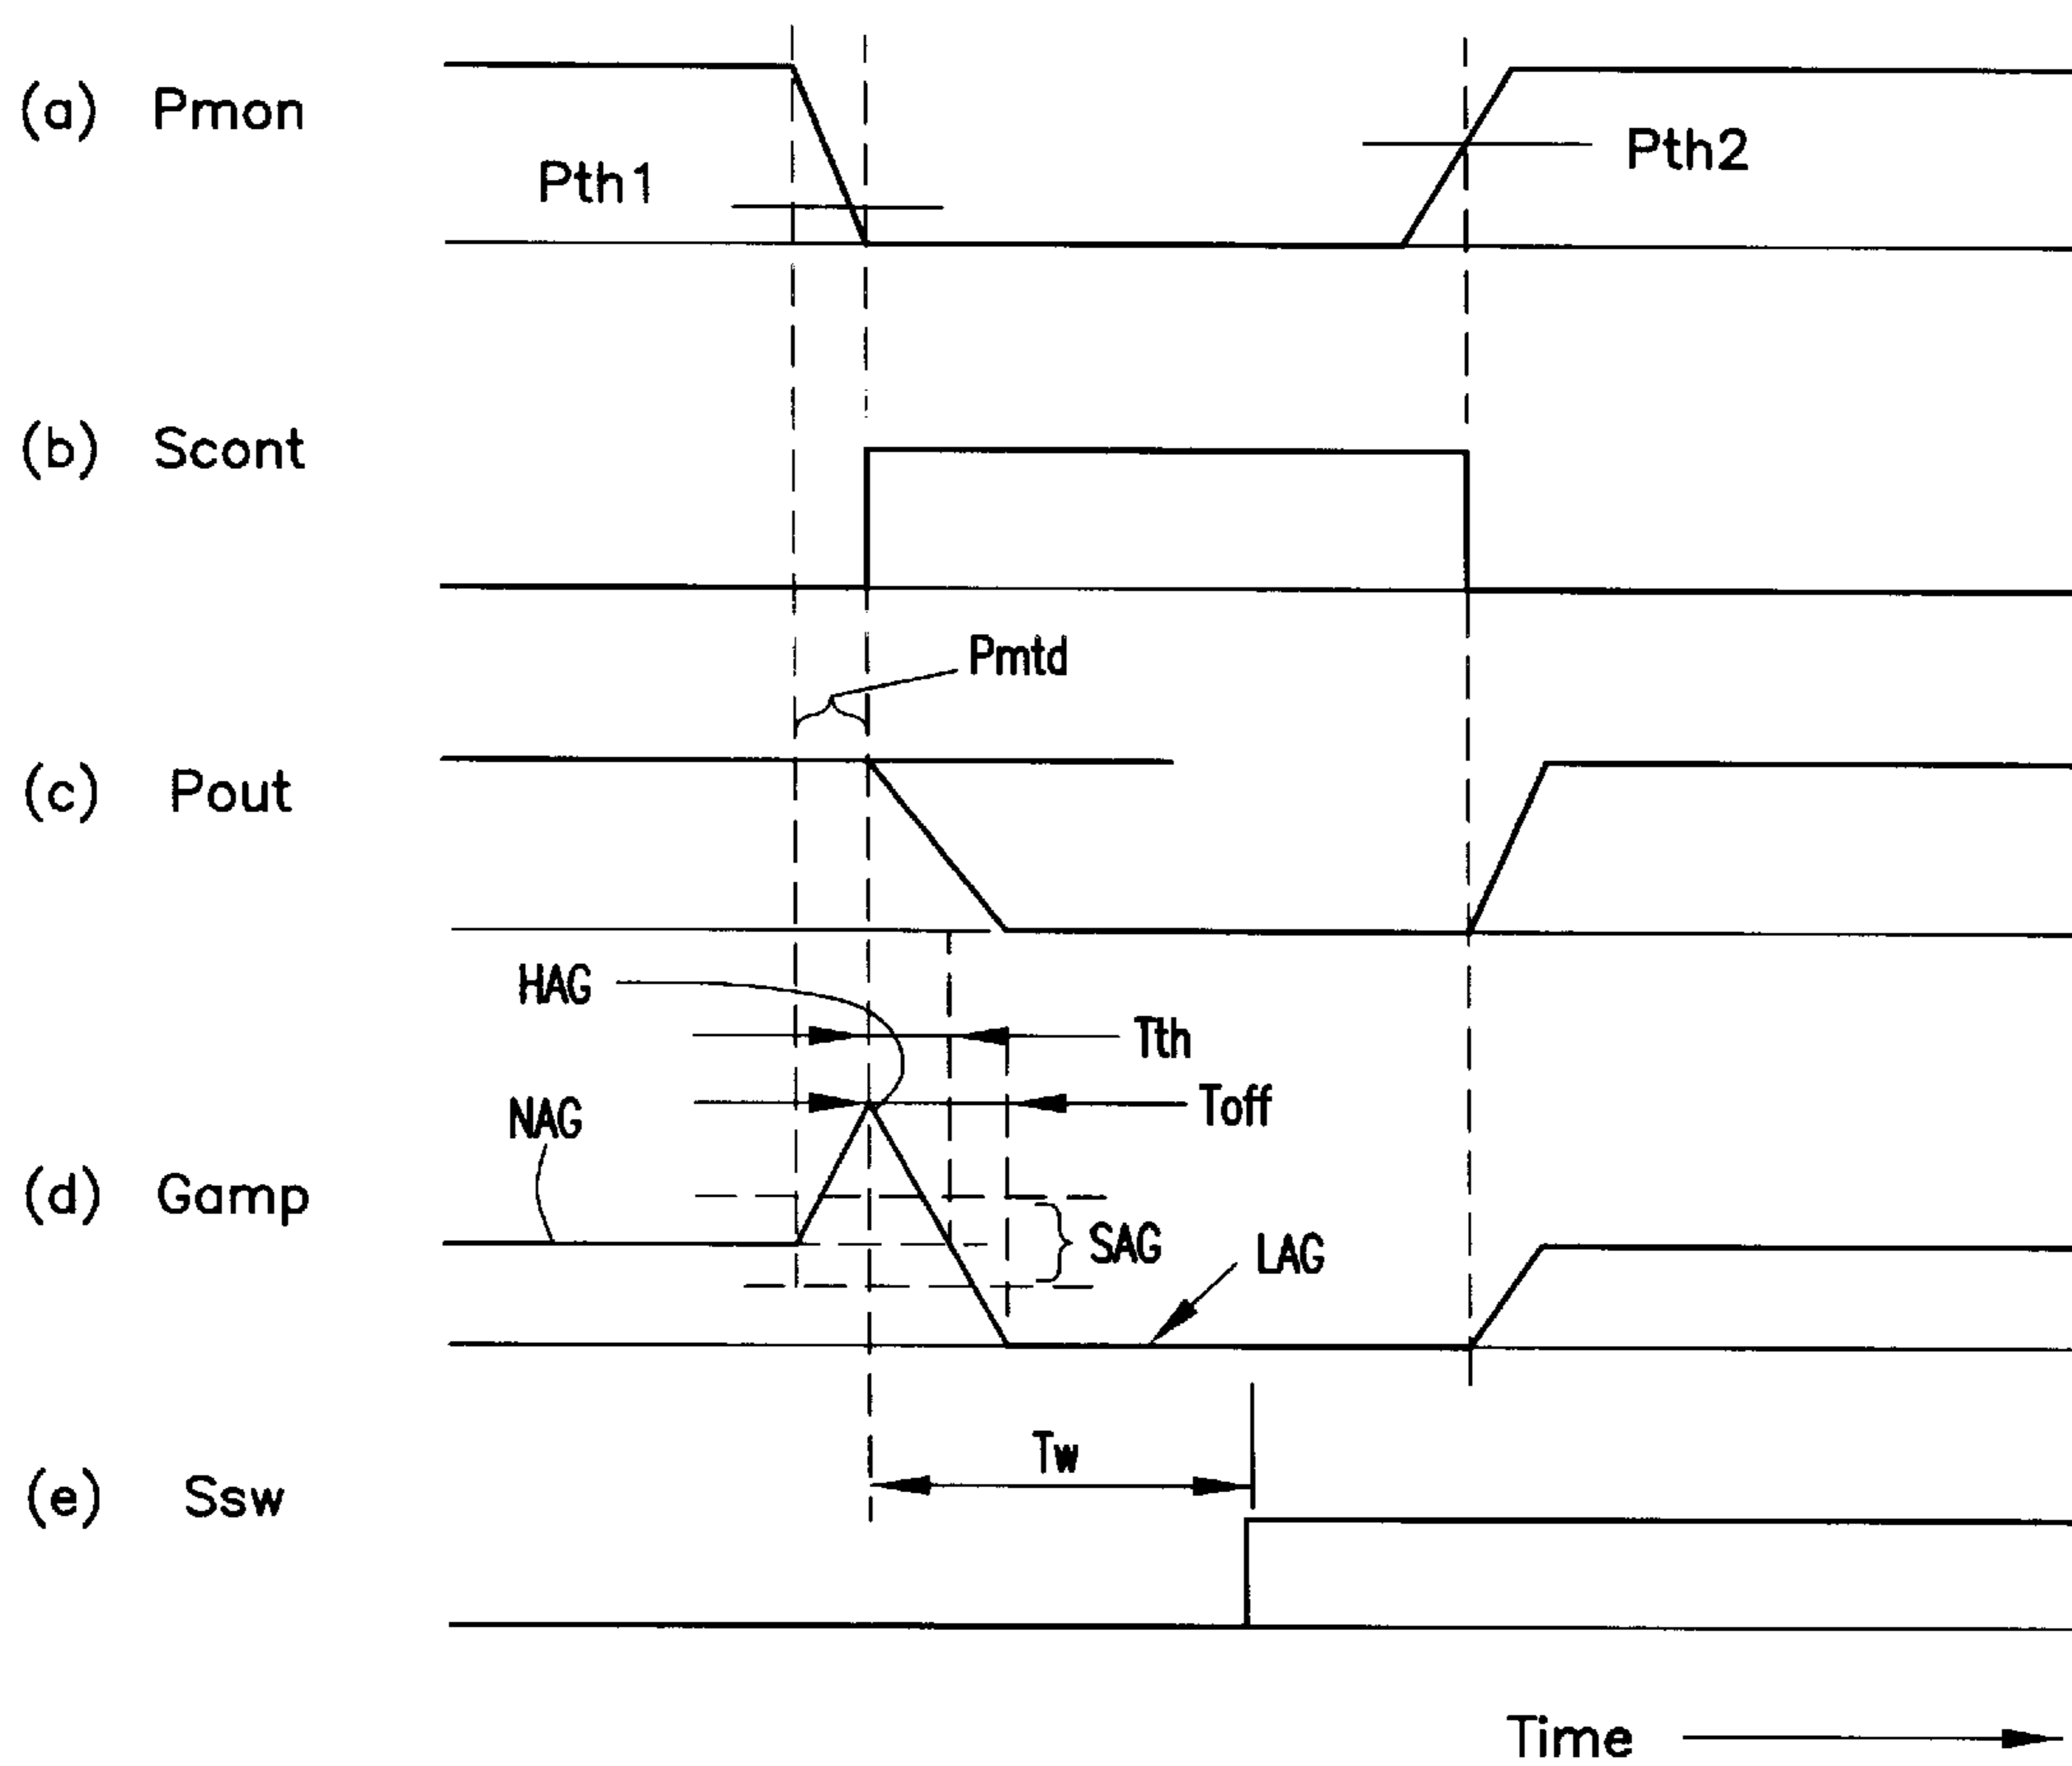 (a) Pmon
Pth1
Pth2
(b) Scont
Pmtd
(c) Pout
HAG
Tth
Toff
NAG
(d) Gamp
SAG
LAG
Tw
(e) Ssw
Time